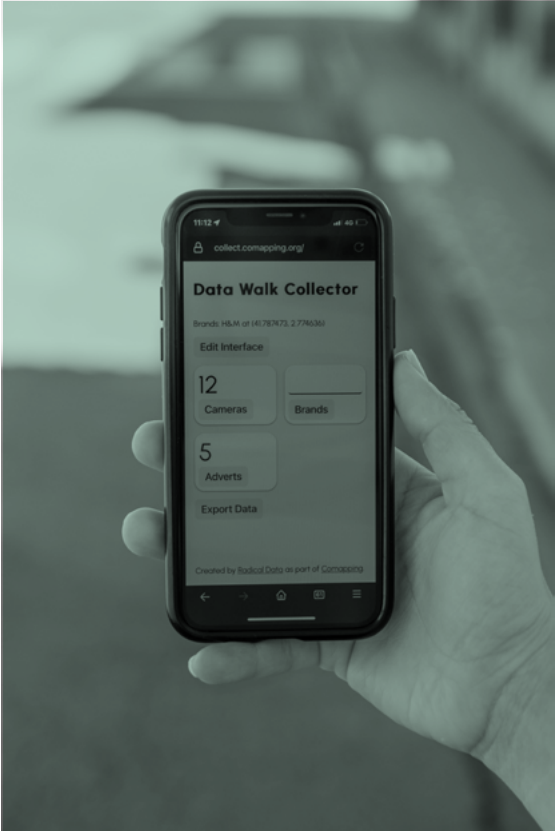 11:12
4G
collect.comapping.org/
Data Walk Collector
Brands: H&M at (41.787473, 2.774636)
Edit Interface
12
Cameras
Brands
5
Adverts
Export Data
Created by Radical Data as part of Comapping